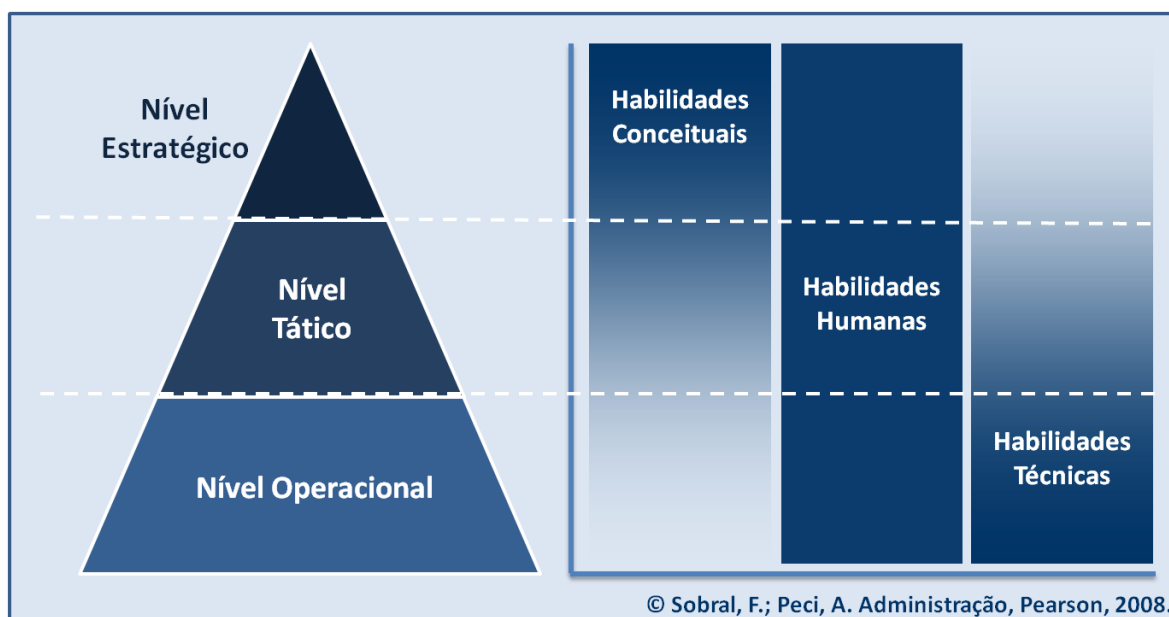 Nível
Estratégico
Nível
Tático
Nível Operacional
Habilidades
Conceituais
Habilidades
Humanas
Habilidades
Técnicas
© Sobral, F.; Peci, A. Administração, Pearson, 2008.